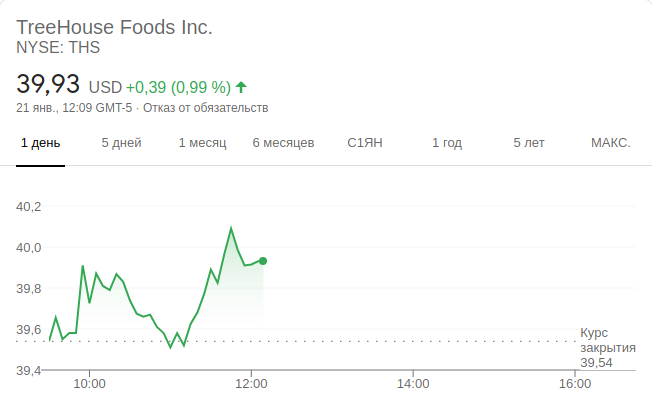 TreeHouse Foods Inc.
NYSE: THS
39,93 USD +0,39 (0,99 %)
21 янв., 12:09 GMT-5 · Отказ от обязательств
1 день 5 дней 1 месяц 6 месяцев С1ЯН 1 год 5 лет МАКС.
40,2
40,0
39,8
39,6
39,4
Курс
закрытия
39,54
10:00 12:00 14:00 16:00